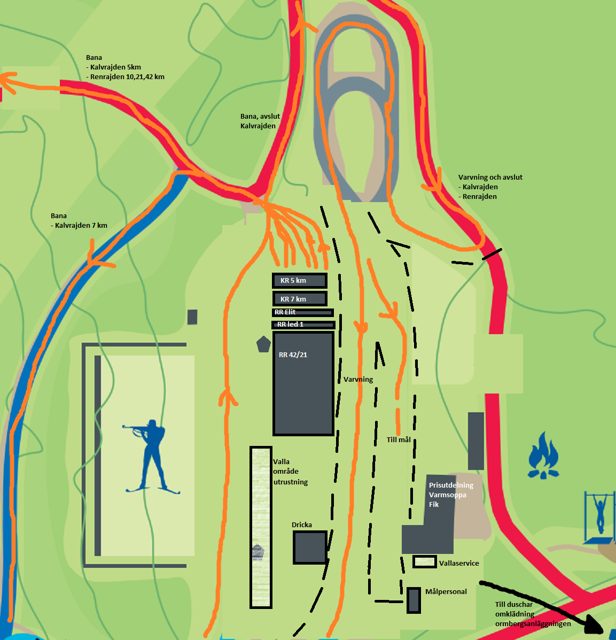 Bana
- Kalvrajden 5km
- Renrajden 10,21,42 km
Bana, avslut
Kalvrajden
Varvning och avslut
- Kalvrajden
- Renrajden
Bana
- Kalvrajden 7 km
KR 5 km
KR 7 km
RR Elit
RR led 1
RR 42/21
Varvning
Till mål
Valla
område
utrustning
Prisutdelning
Varmsoppa
Fik
Dricka
Vallaservice
Målpersonal
Till duschar
omklädning
ormbergsanläggningen